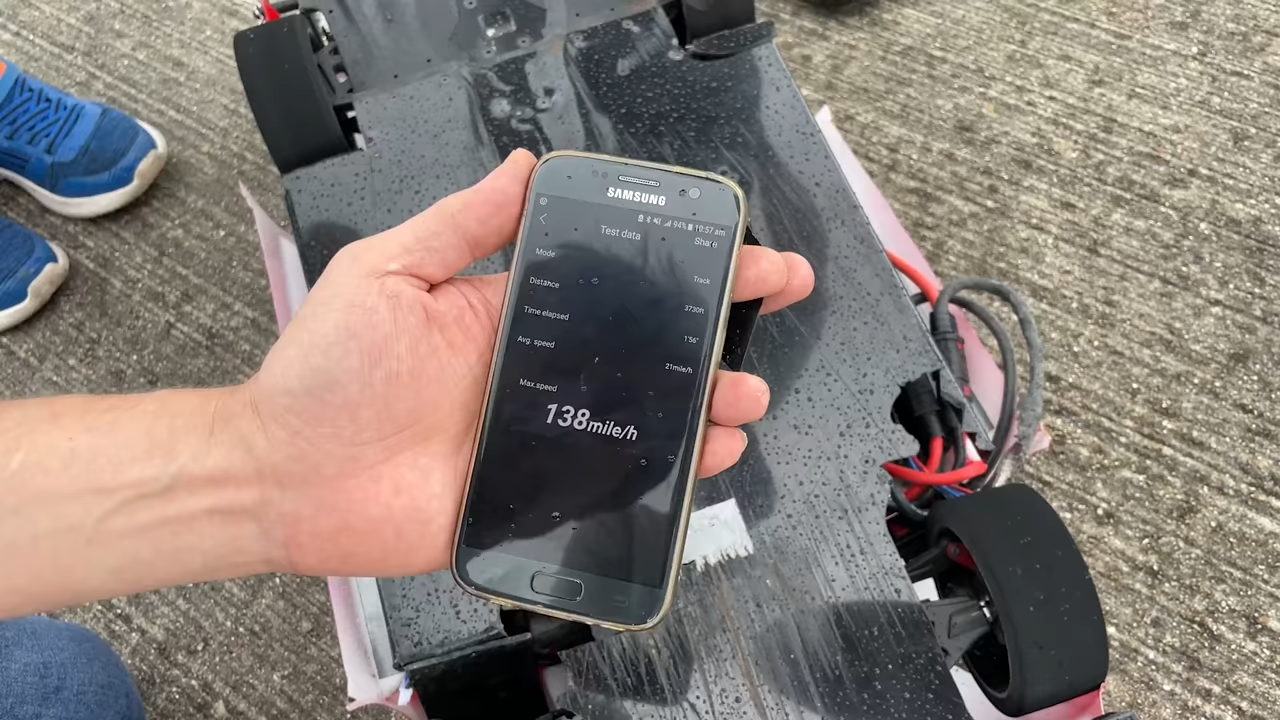 SAMSUNG
94% 10:57 am
Test data
Share
Mode
Track
Distance
3730ft
Time elapsed
1'56"
Avg. speed
21mile/h
Max.speed
138mile/h